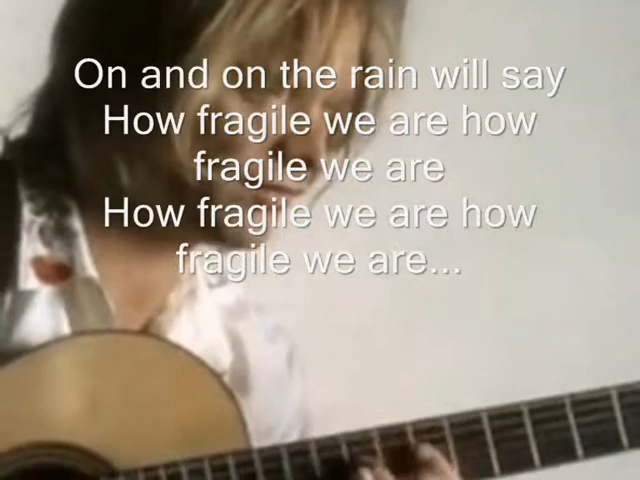 On and on the rain will say
How fragile we are how
fragile we are
How fragile we are how
fragile we are...